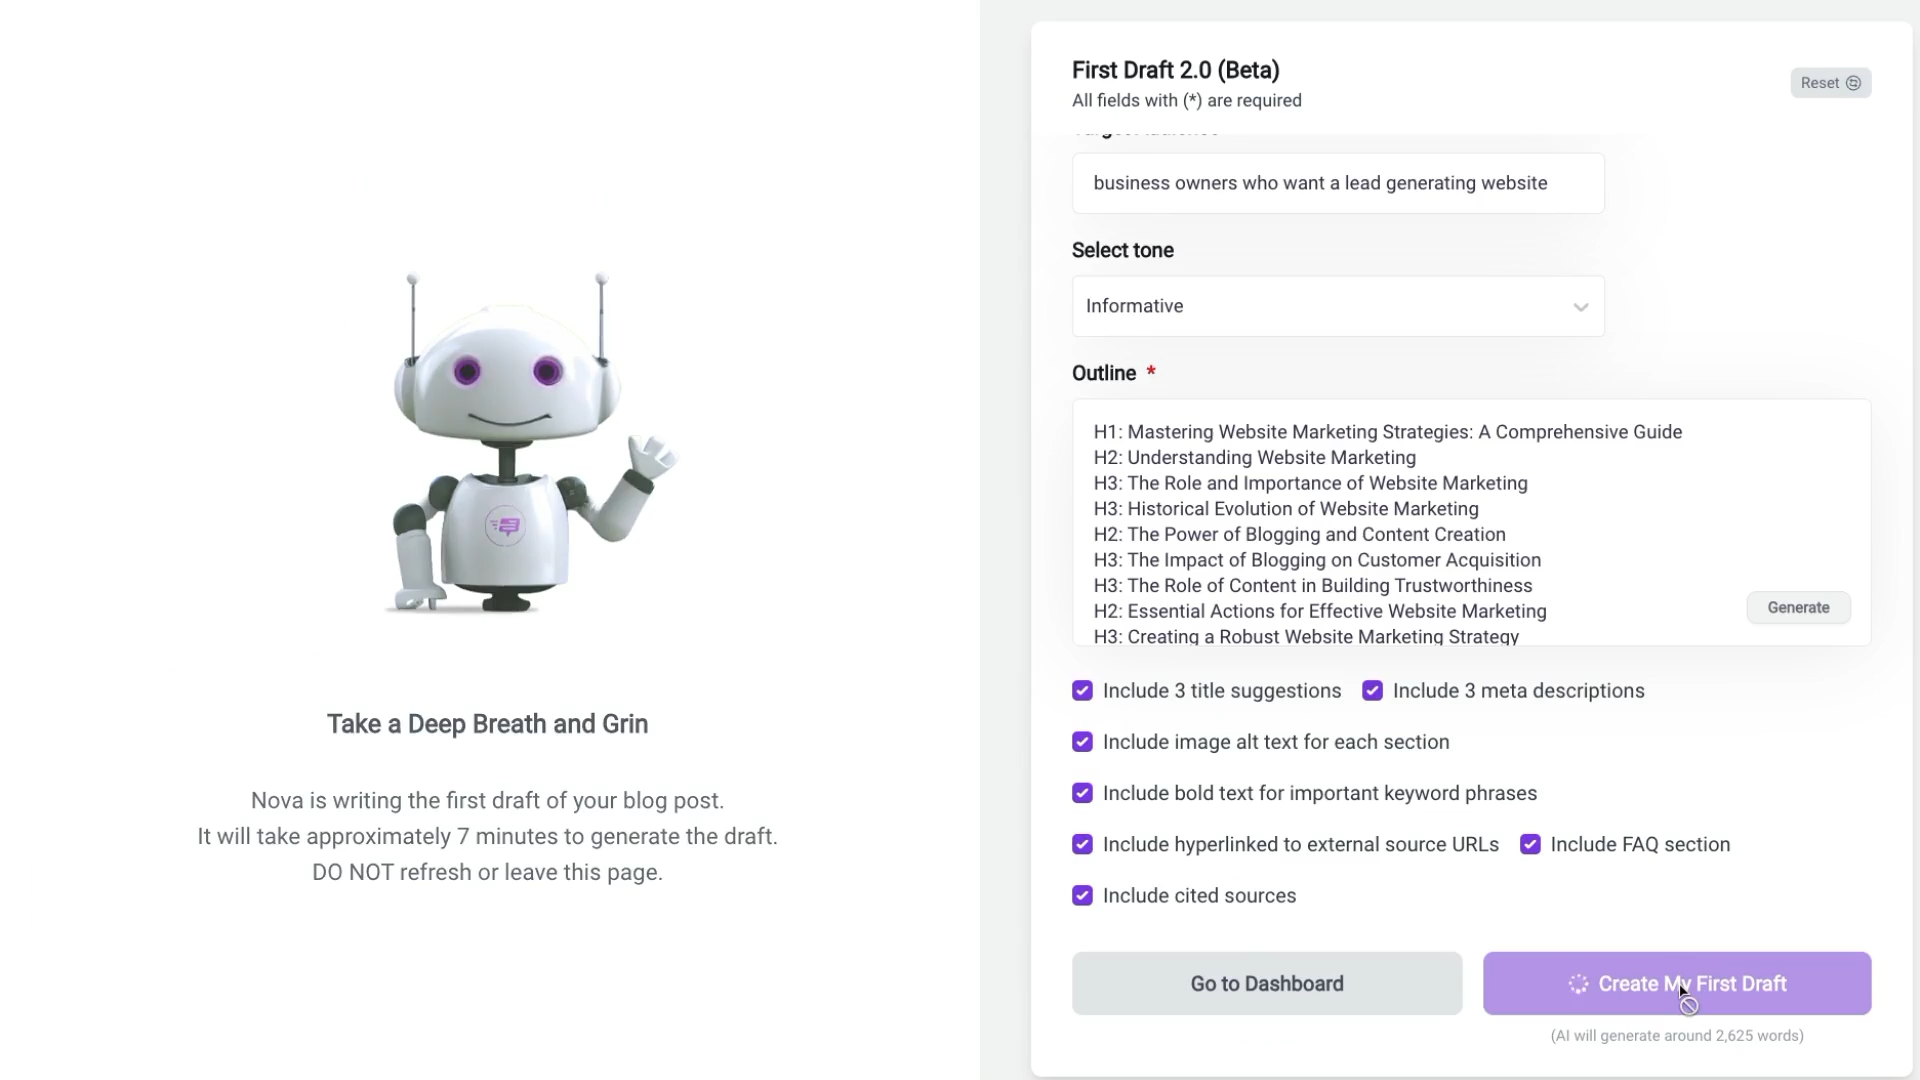 Take a Deep Breath and Grin
Nova is writing the first draft of your blog post.
It will take approximately 7 minutes to generate the draft.
DO NOT refresh or leave this page.
First Draft 2.0 (Beta)
All fields with (*) are required
Reset
business owners who want a lead generating website
Select tone
Informative
Outline *
H1: Mastering Website Marketing Strategies: A Comprehensive Guide
H2: Understanding Website Marketing
H3: The Role and Importance of Website Marketing
H3: Historical Evolution of Website Marketing
H2: The Power of Blogging and Content Creation
H3: The Impact of Blogging on Customer Acquisition
H3: The Role of Content in Building Trustworthiness
H2: Essential Actions for Effective Website Marketing
H3: Creating a Robust Website Marketing Strategy
Generate
Include 3 title suggestions
Include 3 meta descriptions
Include image alt text for each section
Include bold text for important keyword phrases
Include hyperlinked to external source URLs
Include FAQ section
Include cited sources
Go to Dashboard
Create My First Draft
(AI will generate around 2,625 words)